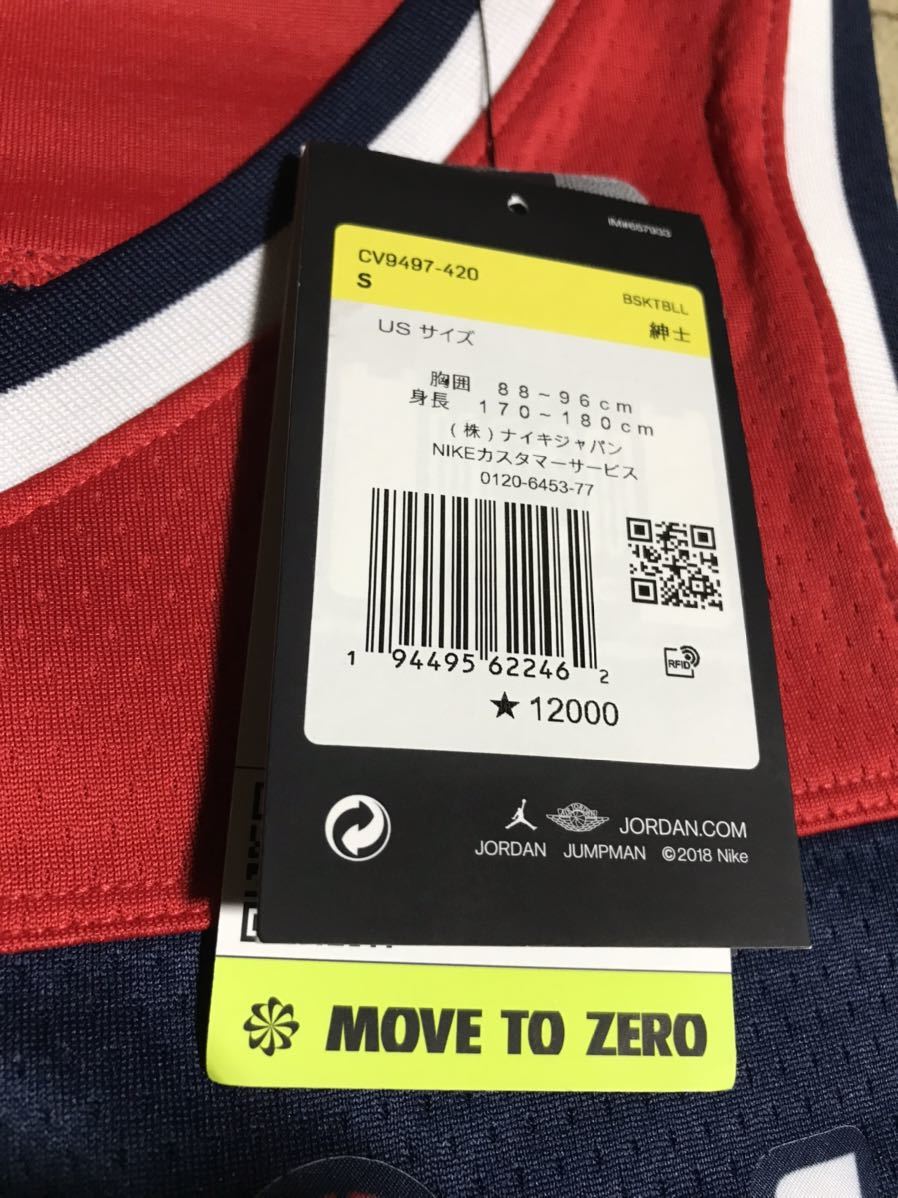 IM#657933
CV9497-420
S
BSKTBLL
紳士
US サイズ
胸囲 88~96cm
身長 170~180cm
(株)ナイキジャパン
NIKEカスタマーサービス
0120-6453-77
1 94495 62246 2
RFID
★12000
JORDAN.COM
JORDAN JUMPMAN ©2018 Nike
MOVE TO ZERO